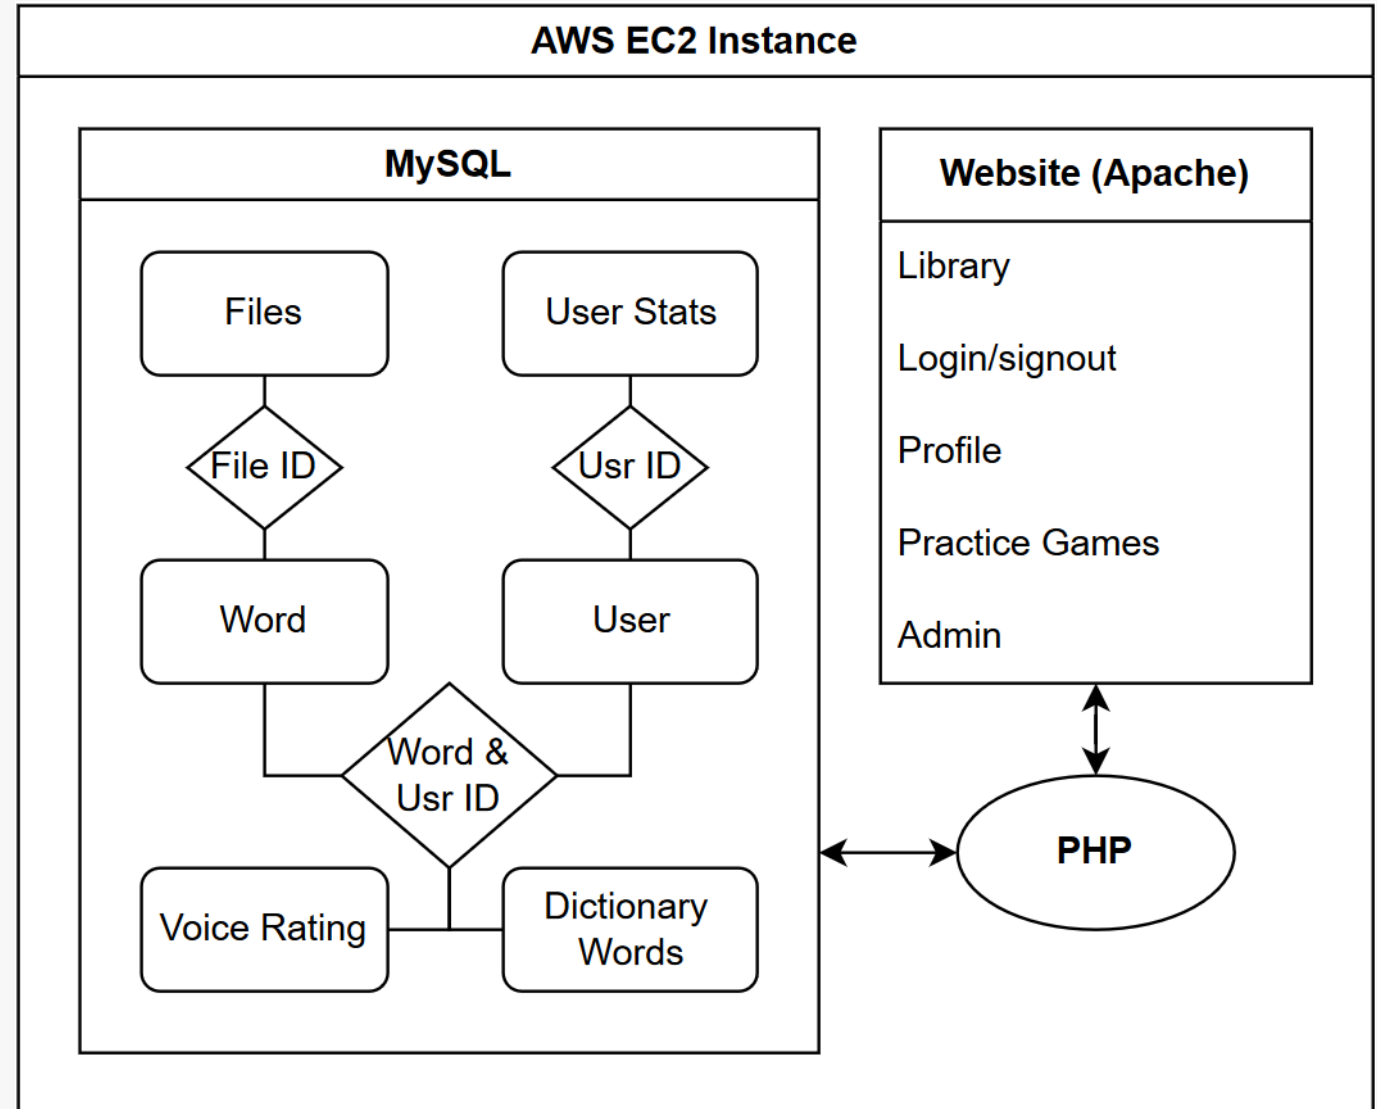 AWS EC2 Instance
MySQL
Files
User Stats
File ID
Usr ID
Word
User
Word &
Usr ID
Voice Rating
Dictionary
Words
Website (Apache)
Library
Login/signout
Profile
Practice Games
Admin
PHP